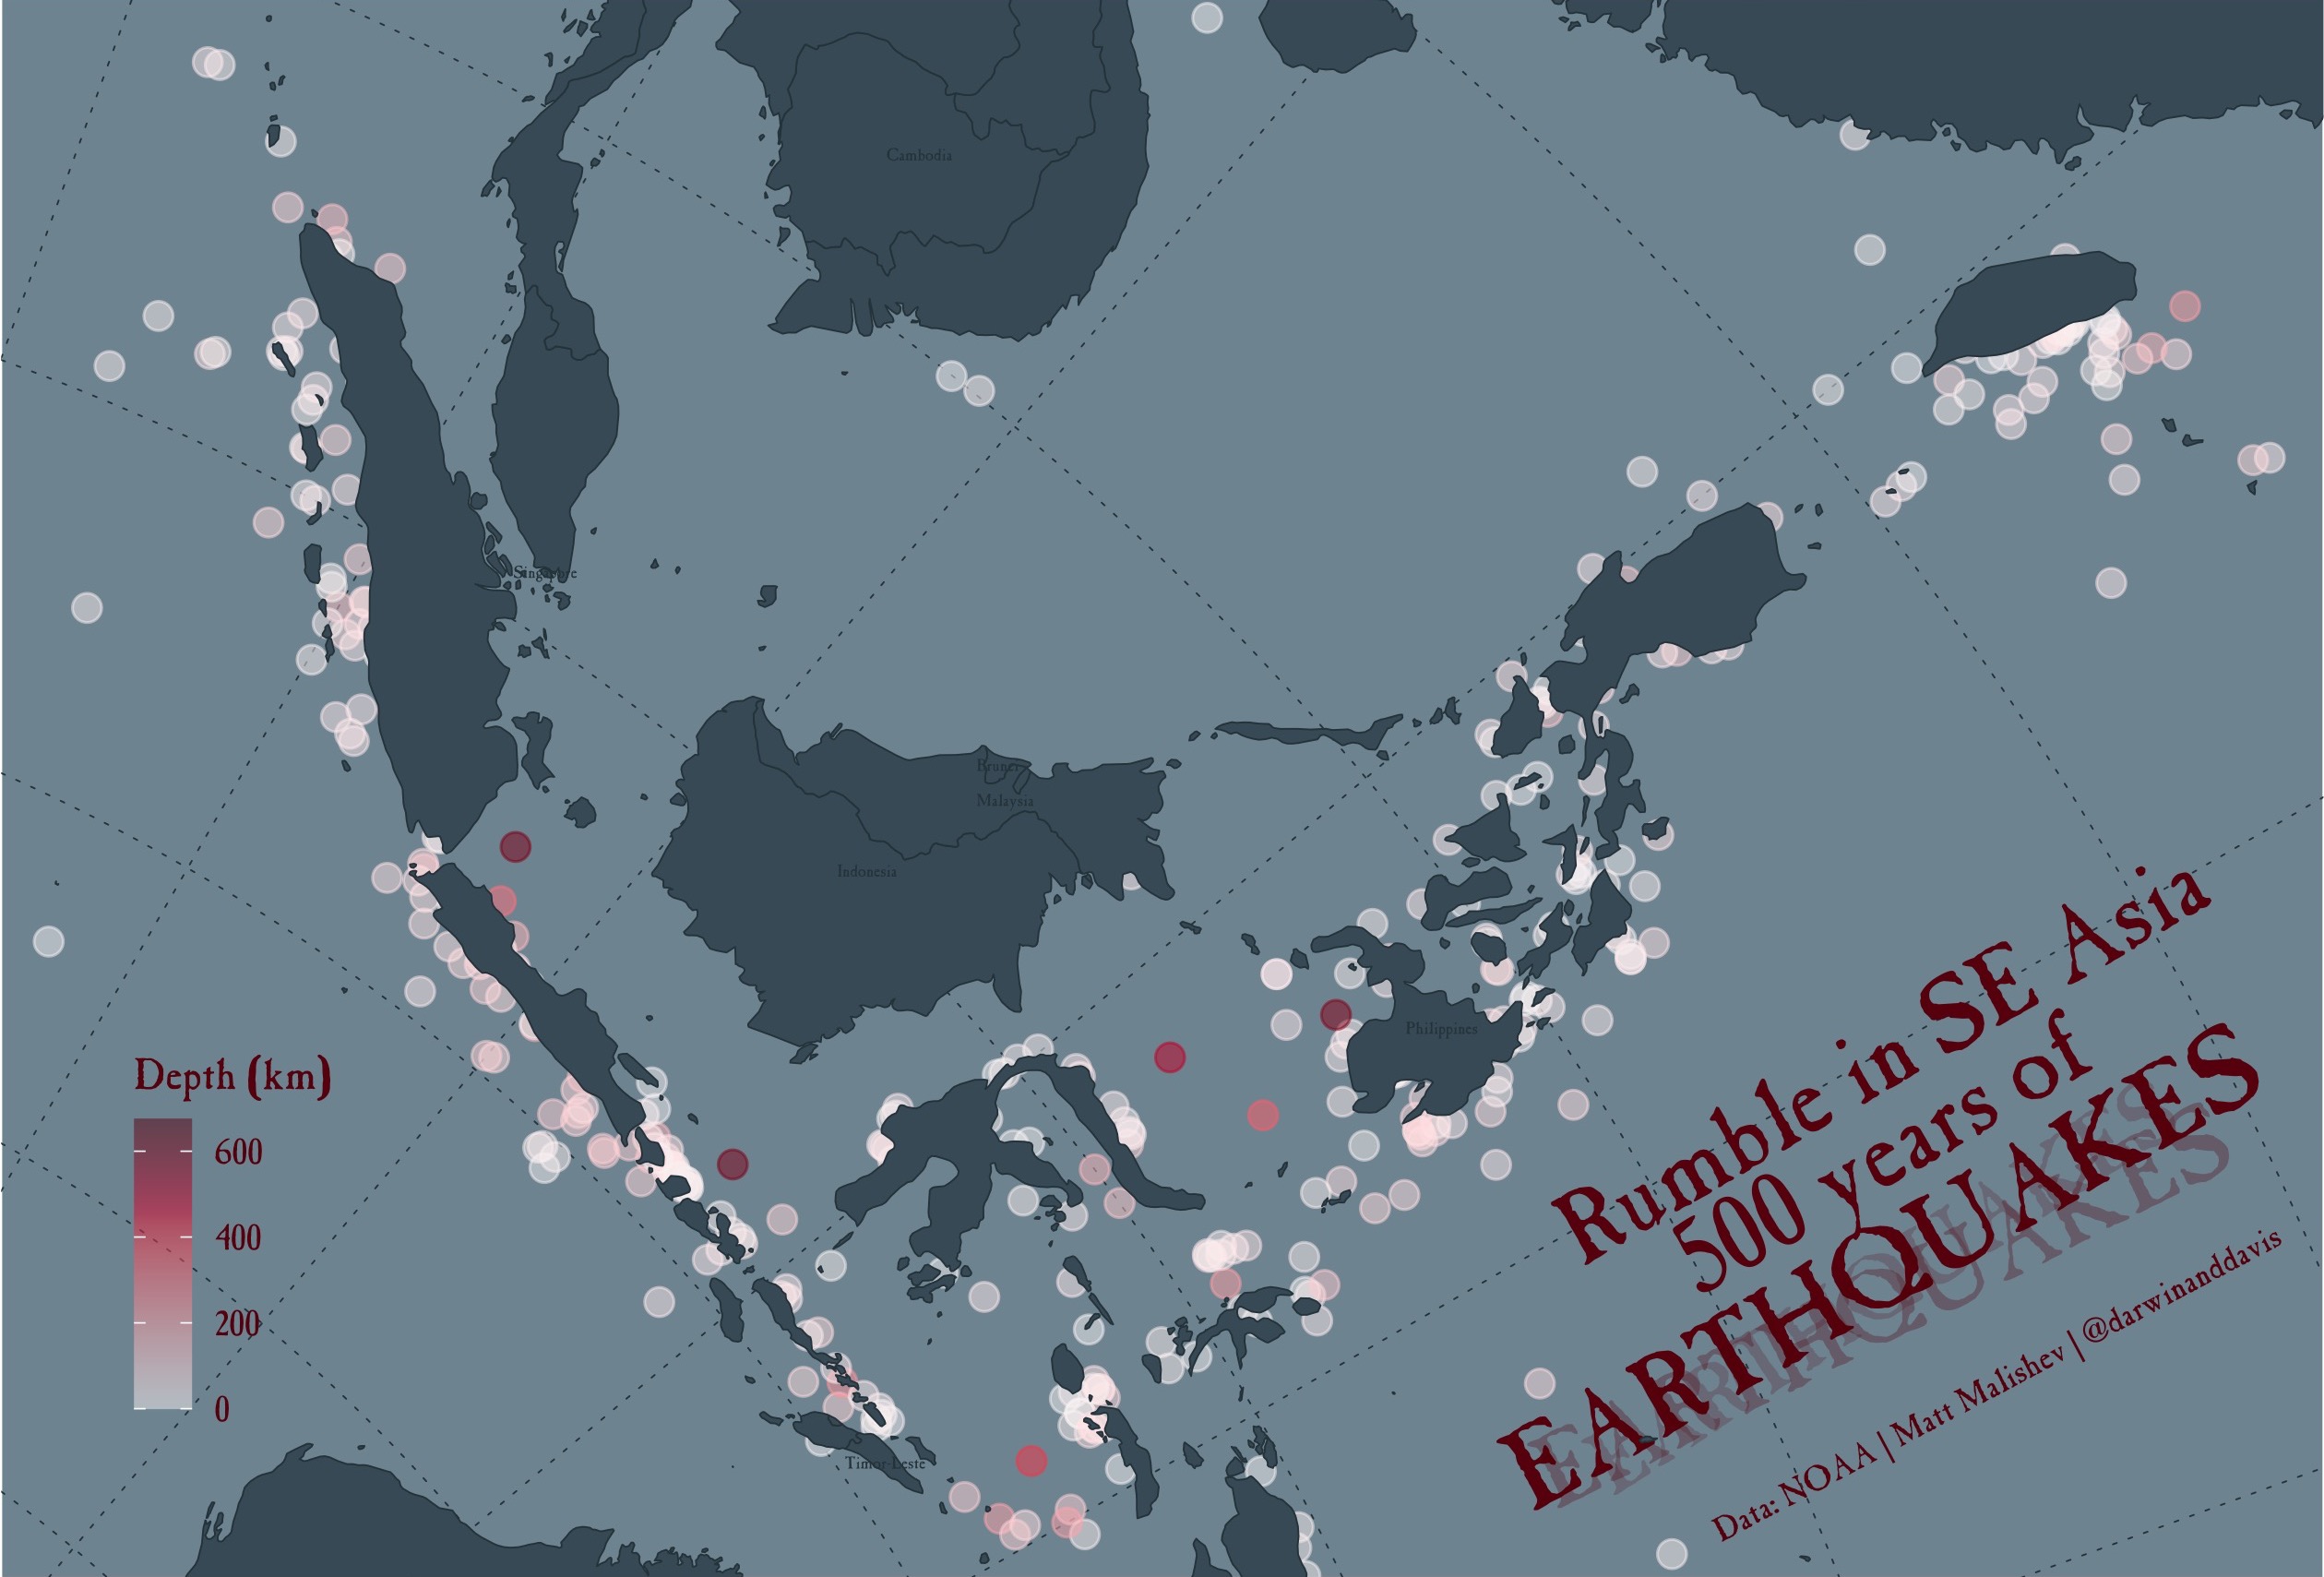 Cambodia
Singapore
Brunei
Malaysia
Indonesia
Philippines
Timor-Leste
Depth (km)
600
400
200
0
Rumble in SE Asia
500 Years of
EARTHQUAKES
Data: NOAA | Matt Malishev | @darwinanddavis